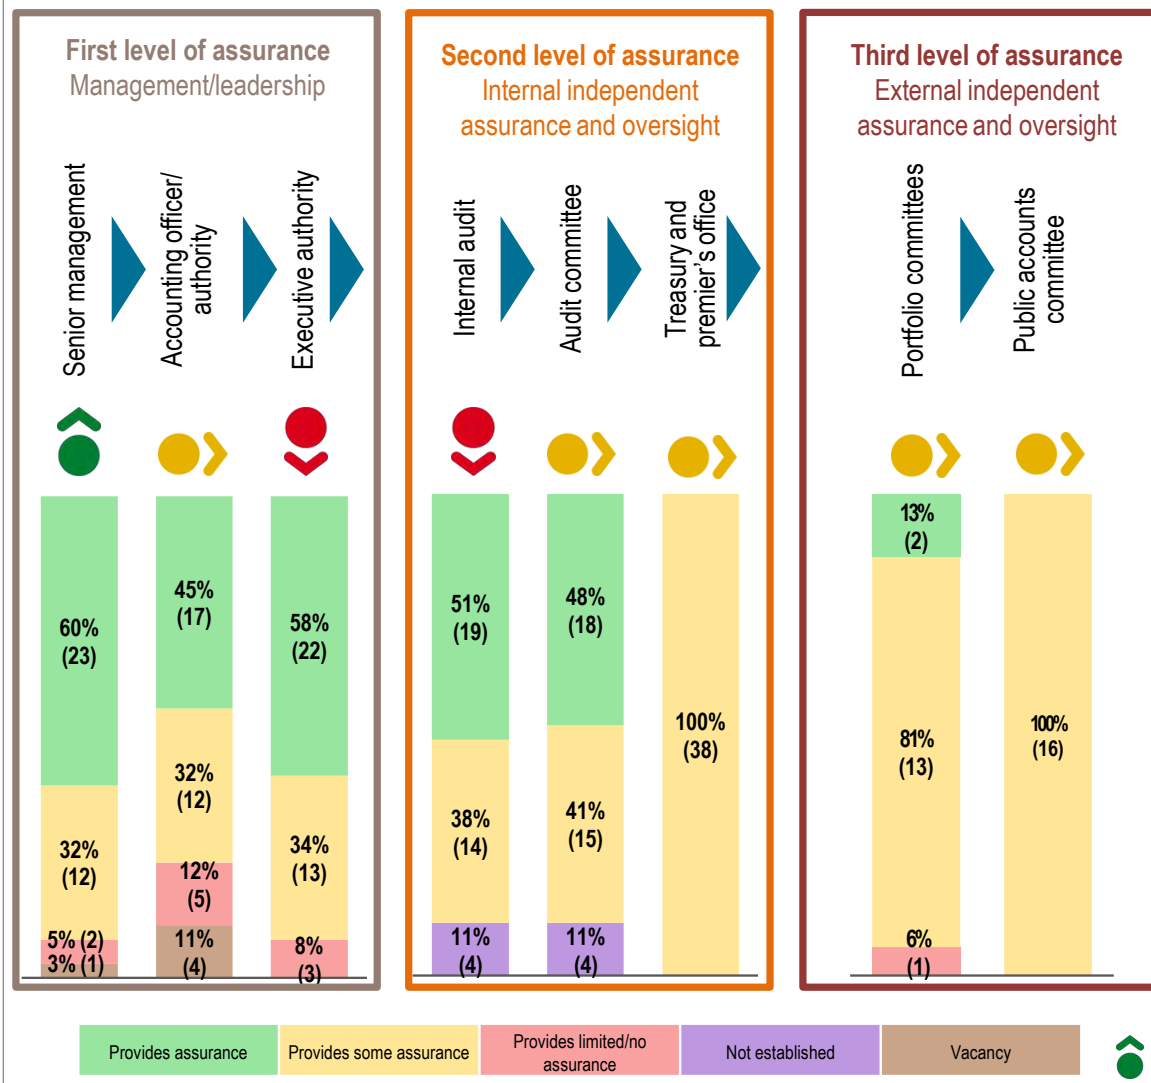 First level of assurance
Management/leadership
Second level of assurance
Internal independent
assurance and oversight
Third level of assurance
External independent
assurance and oversight
Senior management
Accounting officer/
authority
Executive authority
Internal audit
Audit committee
Treasury and
premier's office
Portfolio committees
Public accounts
committee
60%
(23)
32%
(12)
5% (2)
3% (1)
45%
(17)
32%
(12)
12%
(5)
11%
(4)
58%
(22)
34%
(13)
8%
(3)
51%
(19)
38%
(14)
11%
(4)
48%
(18)
41%
(15)
11%
(4)
100%
(38)
13%
(2)
81%
(13)
6%
(1)
100%
(16)
Provides assurance
Provides some assurance
Provides limited/no
assurance
Not established
Vacancy